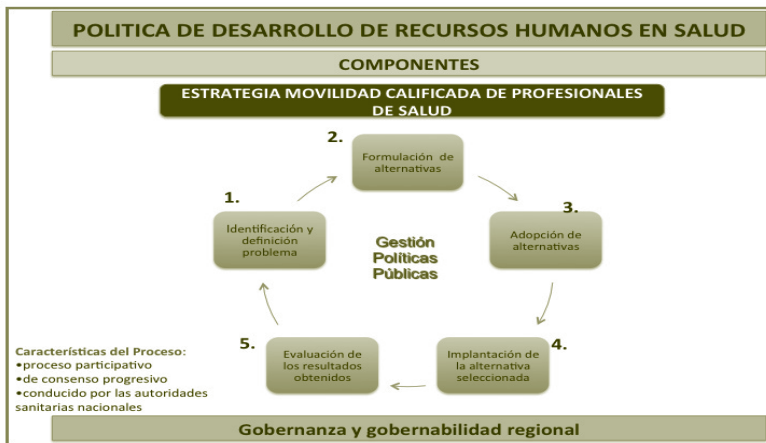 POLITICA DE DESARROLLO DE RECURSOS HUMANOS EN SALUD
COMPONENTES
ESTRATEGIA MOVILIDAD CALIFICADA DE PROFESIONALES
DE SALUD
2.
Formulación de
alternativas
1.
Identificación y
definición
problema
3.
Adopción de
alternativas
Gestión
Políticas
Públicas
5.
Evaluación de
los resultados
obtenidos
4.
Implantación de
la alternativa
seleccionada
Características del Proceso:
•proceso participativo
•de consenso progresivo
•conducido por las autoridades
sanitarias nacionales
Gobernanza y gobernabilidad regional